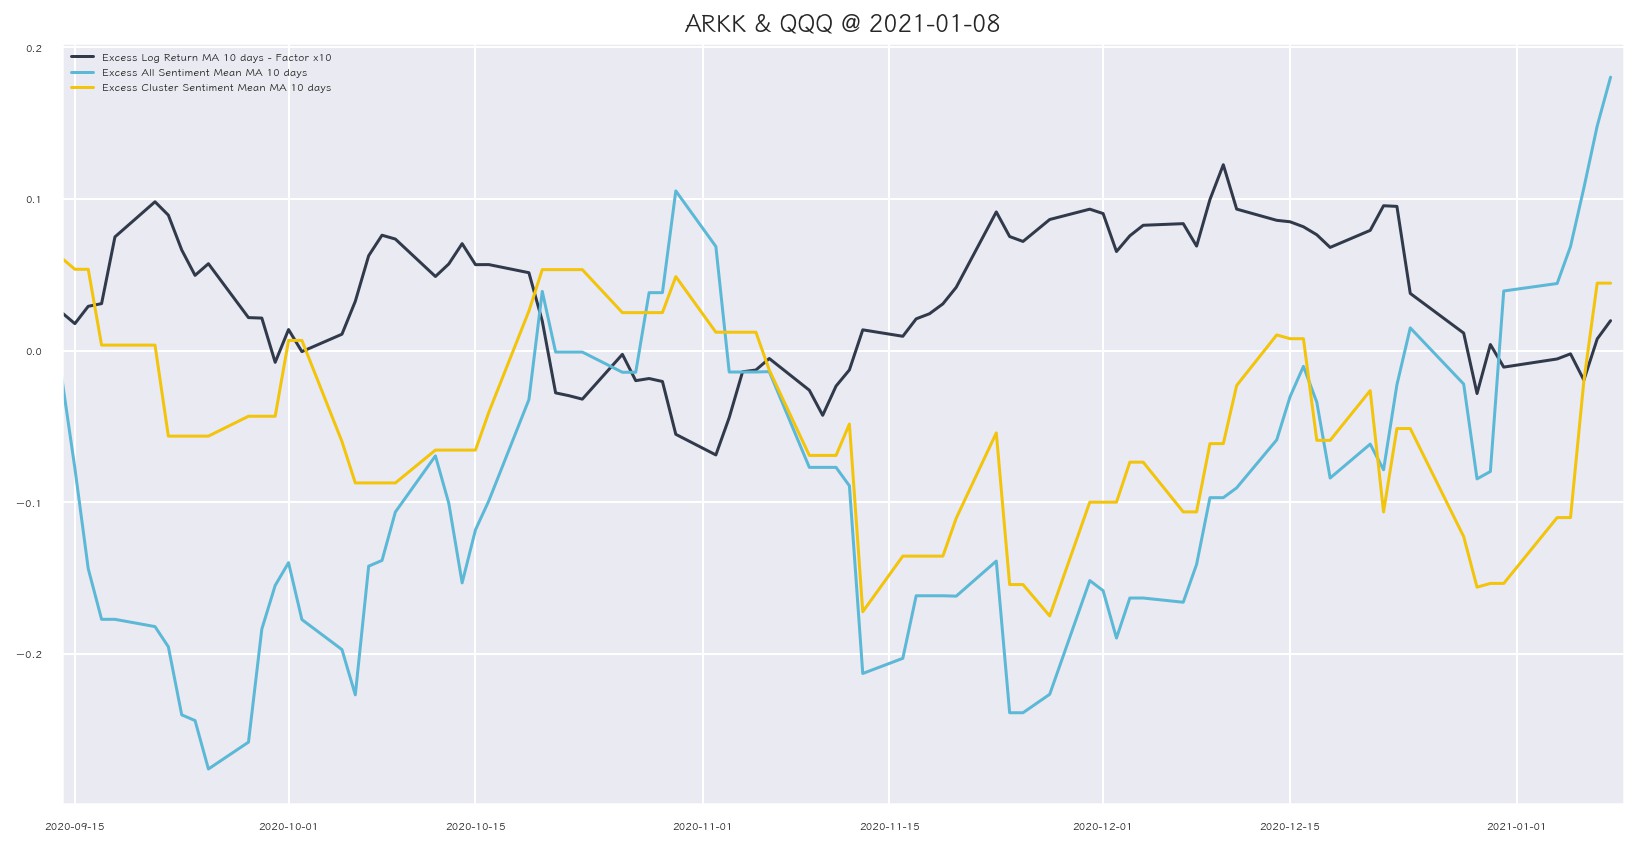 ARKK & QQQ @ 2021-01-08
0.2
Excess Log Return MA 10 days - Factor x10
Excess All Sentiment Mean MA 10 days
Excess Cluster Sentiment Mean MA 10 days
0.1
0.0
−0.1
−0.2
2020-09-15 2020-10-01 2020-10-15 2020-11-01 2020-11-15 2020-12-01 2020-12-15 2021-01-01